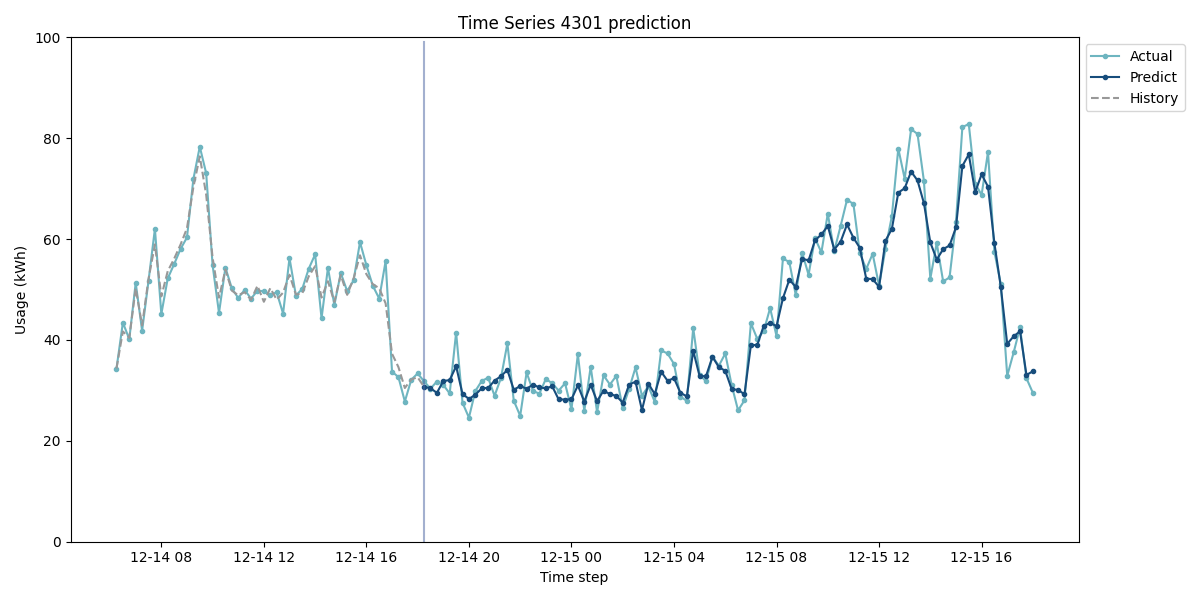 Time Series 4301 prediction
Actual
Predict
History
Usage (kWh)
100
80
60
40
20
0
12-14 08
12-14 12
12-14 16
12-14 20
12-15 00
12-15 04
12-15 08
12-15 12
12-15 16
Time step